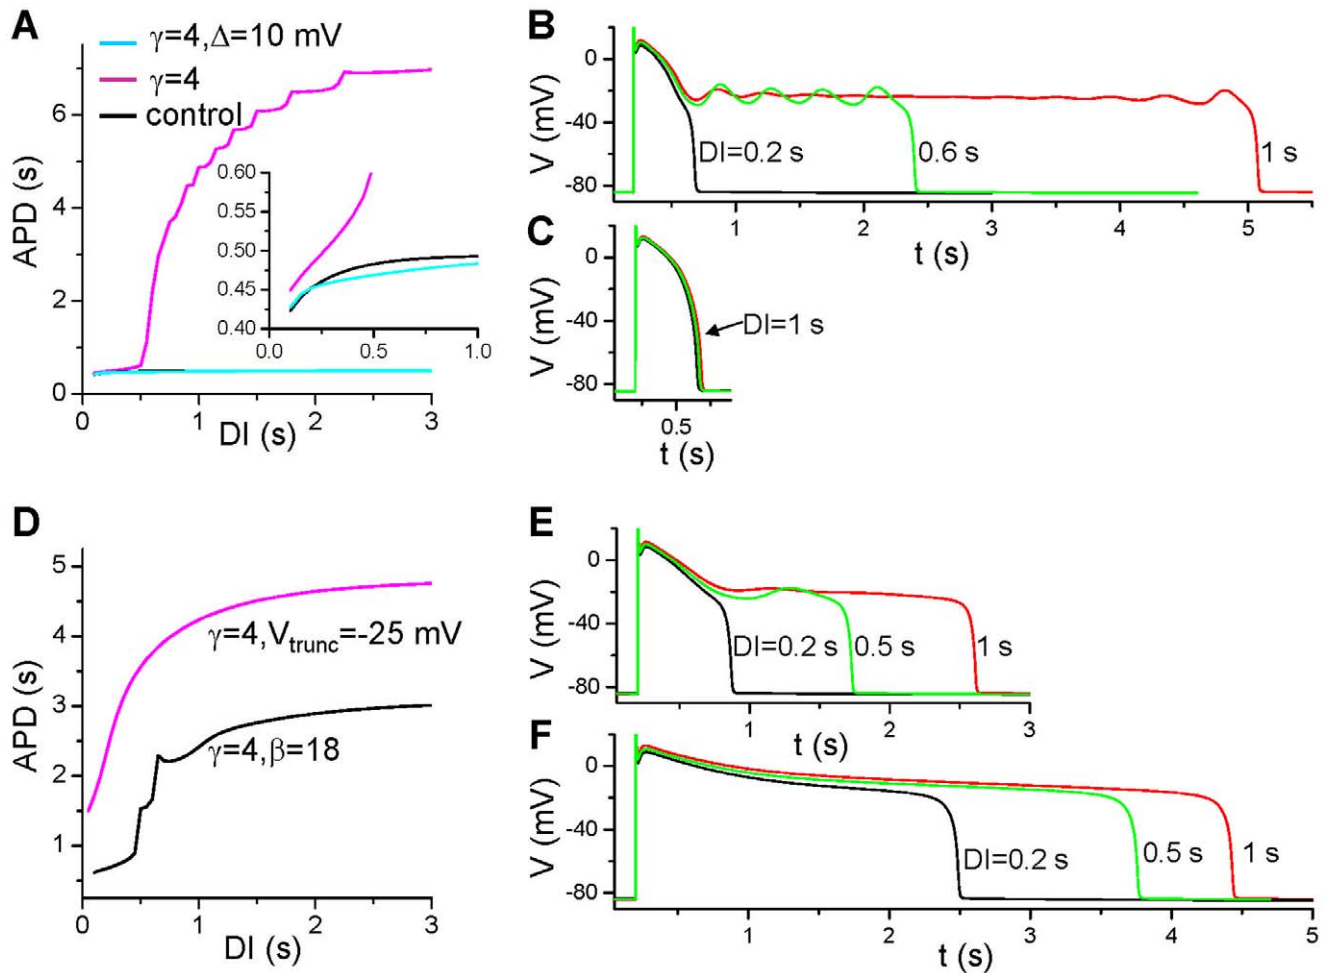 A
γ=4,Δ=10 mV
γ=4
control
APD (s)
6
4
2
0
0.60
0.55
0.50
0.45
0.40
0.0
0.5
1.0
0
1
2
3
DI (s)
B
V (mV)
0
-40
-80
DI=0.2 s
0.6 s
1 s
1
2
3
4
5
t (s)
C
V (mV)
0
-40
-80
DI=1 s
0.5
t (s)
D
APD (s)
5
4
3
2
1
γ=4,Vtrunc=-25 mV
γ=4,β=18
0
1
2
3
DI (s)
E
V (mV)
0
-40
-80
DI=0.2 s
0.5 s
1 s
1
2
3
t (s)
F
V (mV)
0
-40
-80
DI=0.2 s
0.5 s
1 s
1
2
3
4
5
t (s)